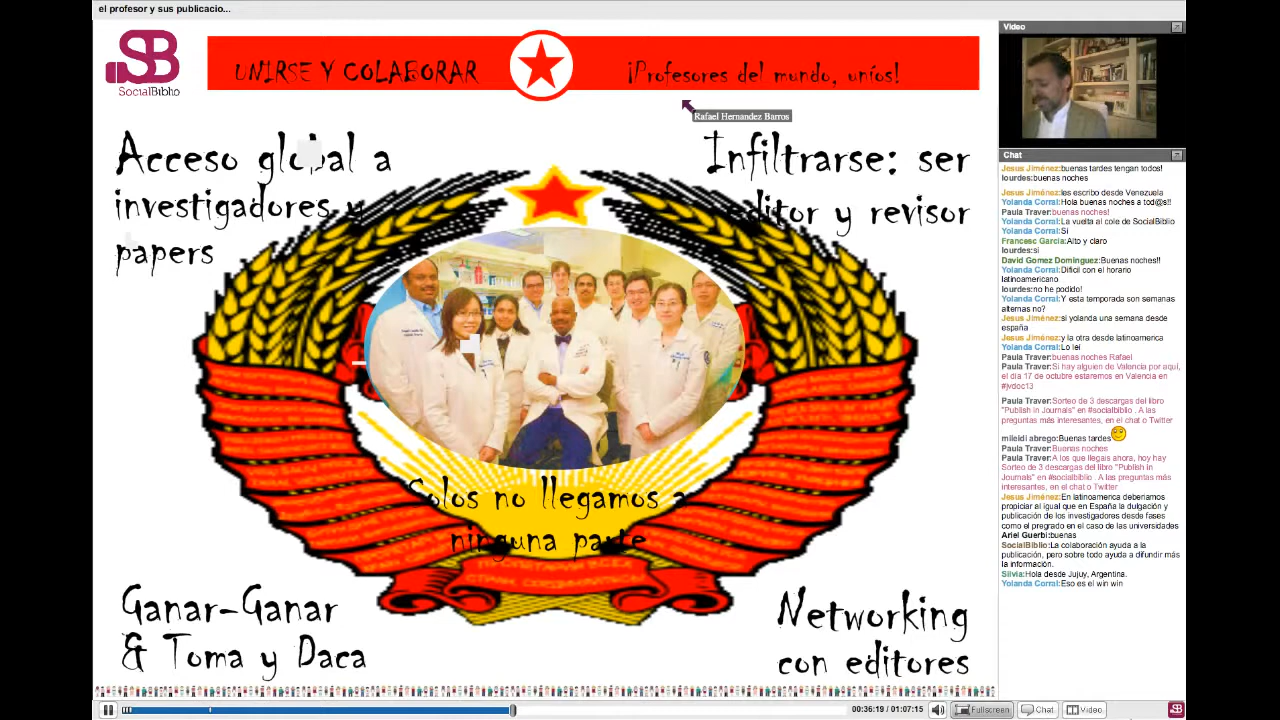 el profesor y sus publicacio...
SB
SocialBiblio
UNIRSE Y COLABORAR
¡Profesores del mundo, uníos!
Rafael Hernandez Barros
Acceso global a
investigadores y
papers
Infiltrarse: ser
editor y revisor
Solos no llegamos a
ninguna parte
Ganar-Ganar
& Toma y Daca
Networking
con editores
Video
Chat
Jesus Jiménez:buenas tardes tengan todos!
lourdes:buenas noches
Jesus Jiménez:les escribo desde Venezuela
Yolanda Corral:Hola buenas noches a tod@s!!
Paula Traver:buenas noches!
Yolanda Corral:La vuelta al cole de SocialBiblio
Yolanda Corral:Si
Francesc García:Alto y claro
lourdes:si
David Gomez Dominguez:Buenas noches!!
Yolanda Corral:Dificil con el horario
latinoamericano
lourdes:no he podido!
Yolanda Corral:Y esta temporada son semanas
alternas no?
Jesus Jiménez:si yolanda una semana desde
españa
Jesus Jiménez:y la otra desde latinoamerica
Yolanda Corral:Lo lei
Paula Traver:buenas noches Rafael
Paula Traver:Si hay alguien de Valencia por aquí,
el dia 17 de octubre estaremos en Valencia en
#jvdoc13
Paula Traver:Sorteo de 3 descargas del libro
"Publish in Journals" en #socialbiblio . A las
preguntas más interesantes, en el chat o Twitter
mileldi abrego:Buenas tardes
Paula Traver:Buenas noches
Paula Traver:A los que llegais ahora, hoy hay
Sorteo de 3 descargas del libro "Publish in
Journals" en #socialbiblio . A las preguntas más
interesantes, en el chat o Twitter
Jesus Jiménez:En latinoamerica deberiamos
propiciar al igual que en España la dulgación y
publicación de los investigadores desde fases
como el pregrado en el caso de las universidades
Ariel Guerbi:buenas
SocialBiblio:La colaboración ayuda a la
publicación, pero sobre todo ayuda a difundir más
la información.
Silvia:Hola desde Jujuy, Argentina.
Yolanda Corral:Eso es el win win
00:36:19 / 01:07:15
Fullscreen
Chat
Video
SB